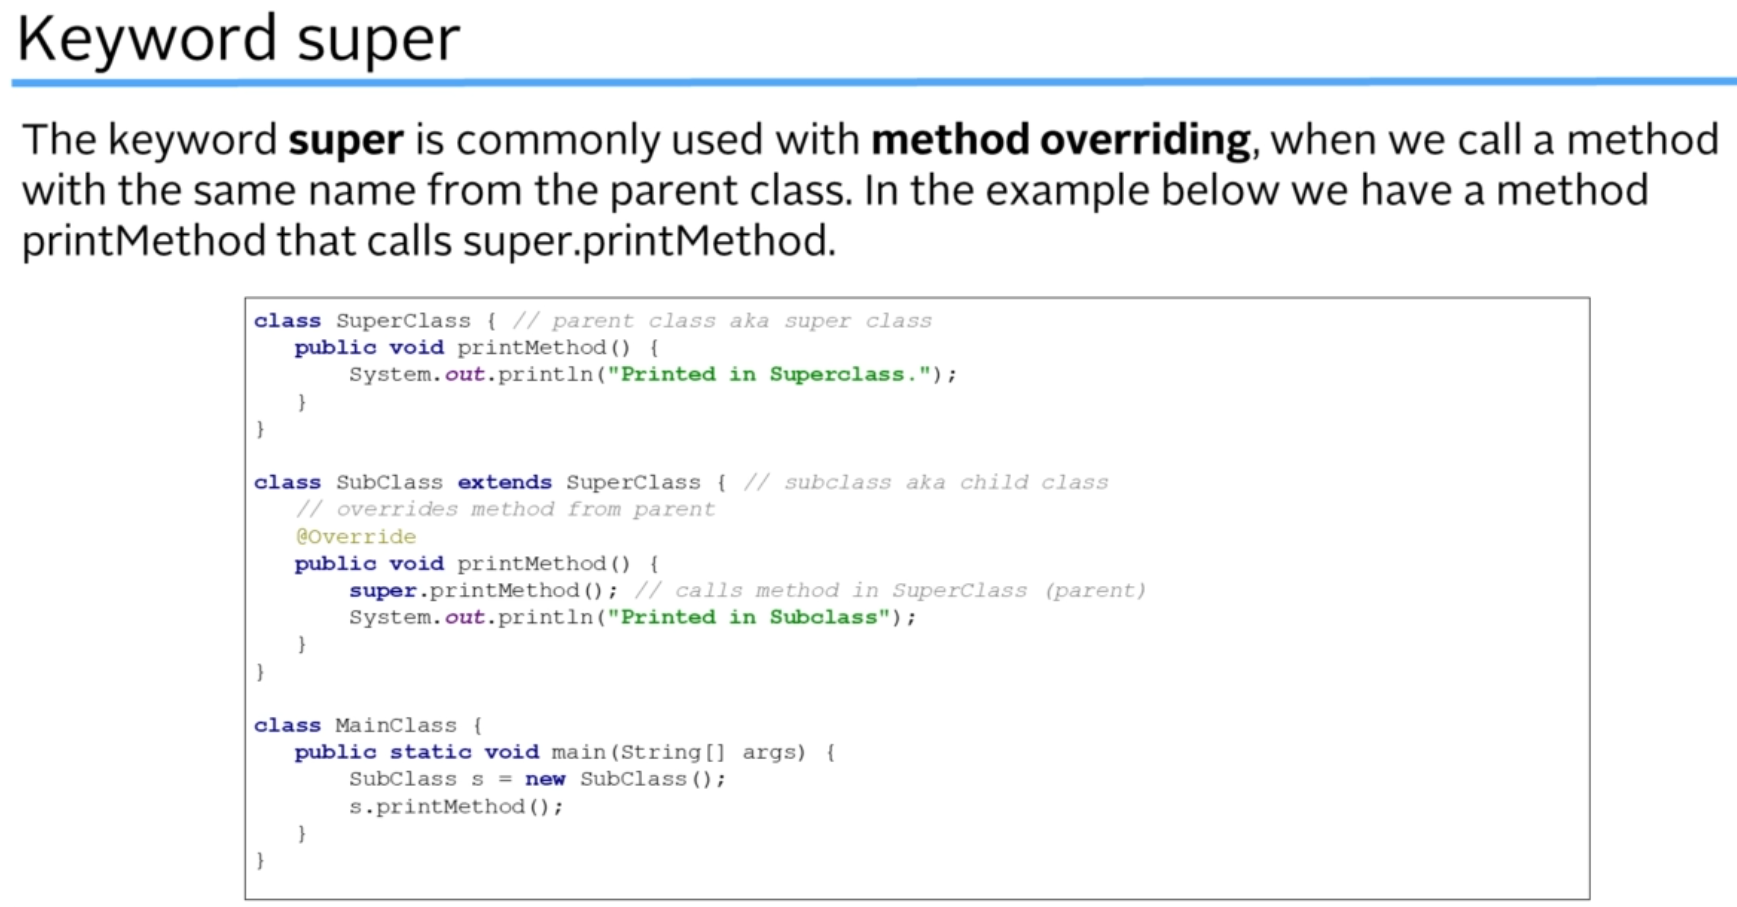 Keyword super
The keyword super is commonly used with method overriding, when we call a method
with the same name from the parent class. In the example below we have a method
printMethod that calls super.printMethod.
class SuperClass { // parent class aka super class
public void printMethod() {
System.out.println("Printed in Superclass.");
}
}
class SubClass extends SuperClass { // subclass aka child class
// overrides method from parent
@Override
public void printMethod() {
super.printMethod(); // calls method in SuperClass (parent)
System.out.println("Printed in Subclass");
}
}
class MainClass {
public static void main(String[] args) {
SubClass s = new SubClass();
s.printMethod();
}
}